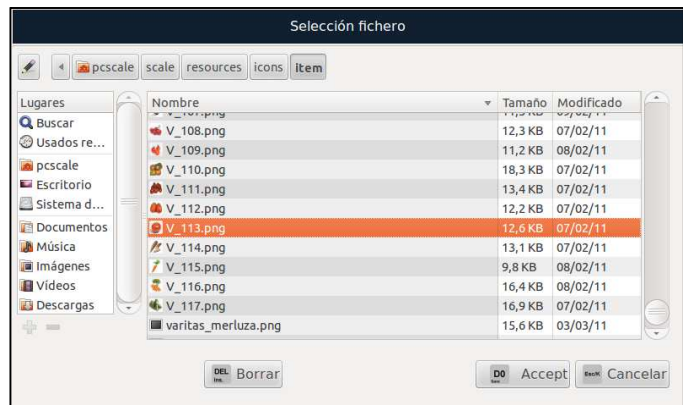 Selección fichero
pcscale scale resources icons item
Lugares
Buscar
Usados re...
pcscale
Escritorio
Sistema d...
Documentos
Música
Imágenes
Vídeos
Descargas
Nombre Tamaño Modificado
V_108.png 12,3 KB 07/02/11
V_109.png 11,2 KB 08/02/11
V_110.png 18,3 KB 07/02/11
V_111.png 13,4 KB 07/02/11
V_112.png 12,2 KB 07/02/11
V_113.png 12,6 KB 07/02/11
V_114.png 13,1 KB 07/02/11
V_115.png 9,8 KB 08/02/11
V_116.png 16,4 KB 08/02/11
V_117.png 16,9 KB 07/02/11
varitas_merluza.png 15,6 KB 03/03/11
DEL Borrar
D0 Accept
Cancelar